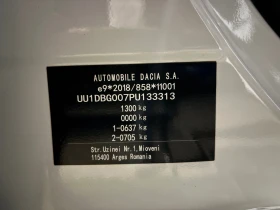 AUTOMOBILE DACIA S.A.
e9*2018/858*11001
UU1DBG007PU133313
1300 kg
0000 kg
1-0637 kg
2-0705 kg
Str.Uzinei Nr.1,Mioveni
115400 Arges Romania